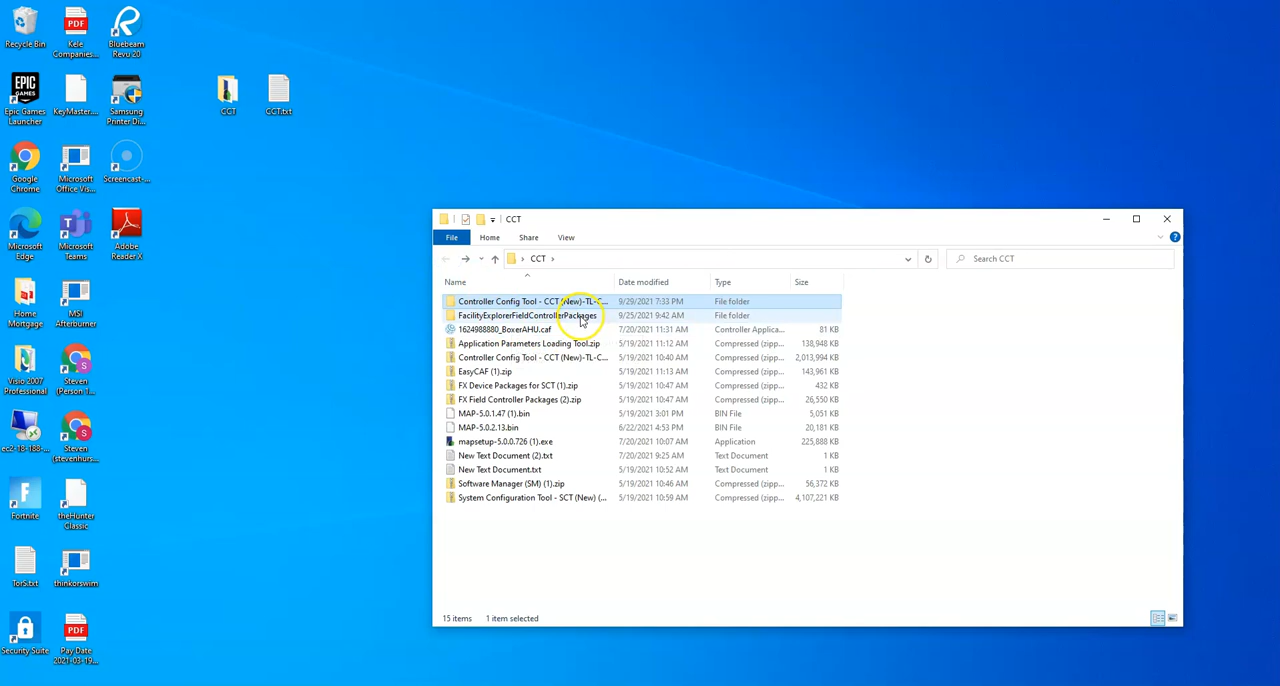 Recycle Bin
PDF
Kele
Companies...
Bluebeam
Revu 20
EPIC
GAMES
Epic Games
Launcher
KeyMaster....
Samsung
Printer Di...
CCT
CCT.txt
Google
Chrome
Microsoft
Office Vis...
Screencast-...
Microsoft
Edge
Microsoft
Teams
Adobe
Reader X
Home
Mortgage
MSI
Afterburner
Visio 2007
Professional
Steven
(Person 1...
ec2-18-188-...
Steven
(stevenhurs...
Fortnite
theHunter
Classic
TorS.txt
thinkorswim
Security Suite
PDF
Pay Date
2021-03-19...
CCT
File
Home
Share
View
CCT
Search CCT
Name
Date modified
Type
Size
Controller Config Tool - CCT (New)-TL-C... 9/29/2021 7:33 PM File folder
FacilityExplorerFieldControllerPackages 9/25/2021 9:42 AM File folder
1624988880_BoxerAHU.caf 7/20/2021 11:31 AM Controller Applica... 81 KB
Application Parameters Loading Tool.zip 5/19/2021 11:12 AM Compressed (zipp... 138,948 KB
Controller Config Tool - CCT (New)-TL-C... 5/19/2021 10:40 AM Compressed (zipp... 2,013,994 KB
EasyCAF (1).zip 5/19/2021 11:13 AM Compressed (zipp... 143,961 KB
FX Device Packages for SCT (1).zip 5/19/2021 10:47 AM Compressed (zipp... 432 KB
FX Field Controller Packages (2).zip 5/19/2021 10:47 AM Compressed (zipp... 26,550 KB
MAP-5.0.1.47 (1).bin 5/19/2021 3:01 PM BIN File 5,051 KB
MAP-5.0.2.13.bin 6/22/2021 4:53 PM BIN File 20,181 KB
mapsetup-5.0.0.726 (1).exe 7/20/2021 10:07 AM Application 225,888 KB
New Text Document (2).txt 7/20/2021 9:25 AM Text Document 1 KB
New Text Document.txt 5/19/2021 10:52 AM Text Document 1 KB
Software Manager (SM) (1).zip 5/19/2021 10:46 AM Compressed (zipp... 56,372 KB
System Configuration Tool - SCT (New) (... 5/19/2021 10:59 AM Compressed (zipp... 4,107,221 KB
15 items
1 item selected